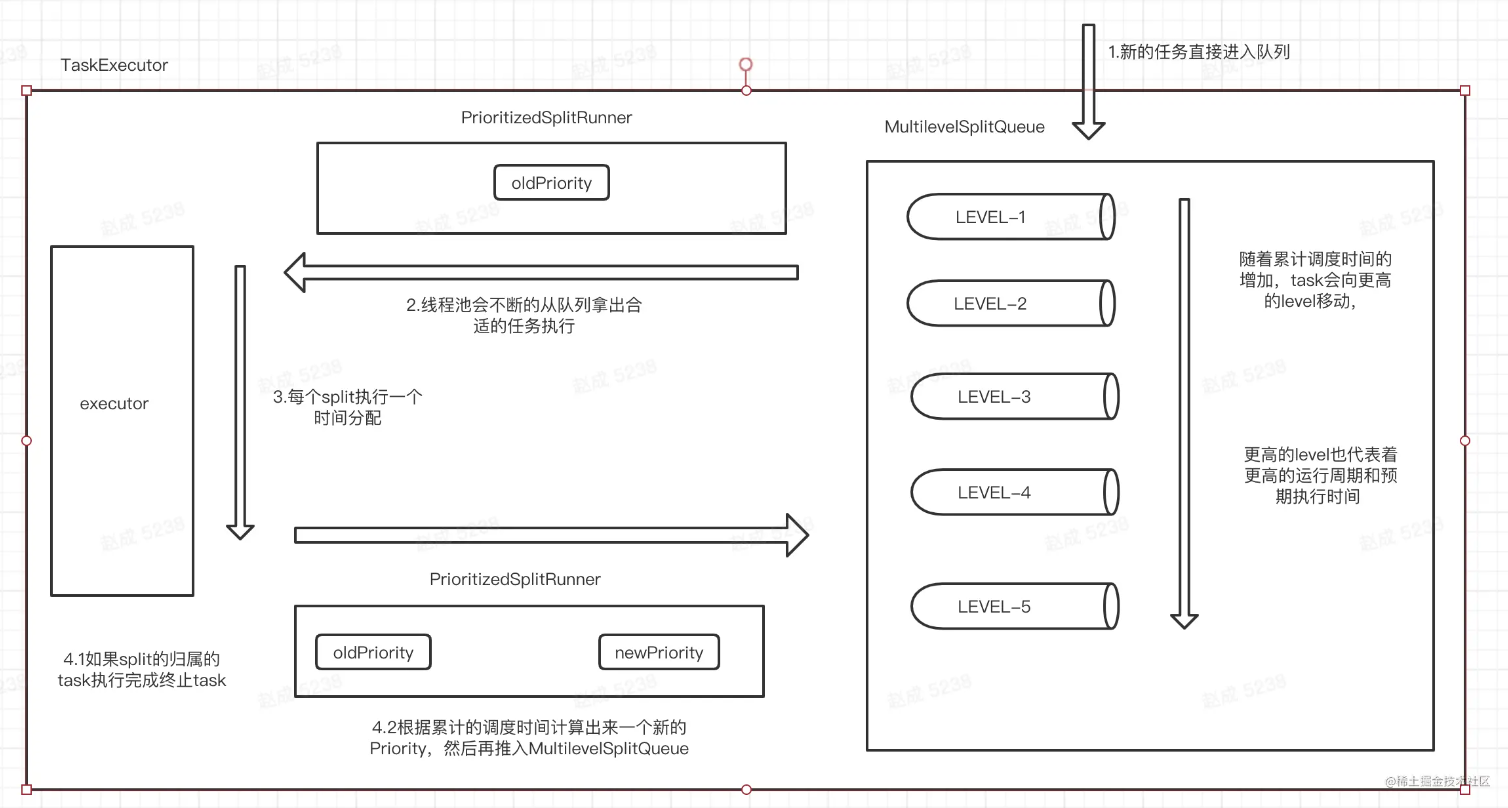 TaskExecutor
1.新的任务直接进入队列
PrioritizedSplitRunner
MultilevelSplitQueue
oldPriority
LEVEL-1
LEVEL-2
LEVEL-3
LEVEL-4
LEVEL-5
随着累计调度时间的
增加，task会向更高
的level移动，
更高的level也代表着
更高的运行周期和预
期执行时间
2.线程池会不断的从队列拿出合
适的任务执行
executor
3.每个split执行一个
时间分配
PrioritizedSplitRunner
oldPriority
newPriority
4.1如果split的归属的
task执行完成终止task
4.2根据累计的调度时间计算出来一个新的
Priority，然后再推入MultilevelSplitQueue
赵成 5238
@稀土掘金技术社区